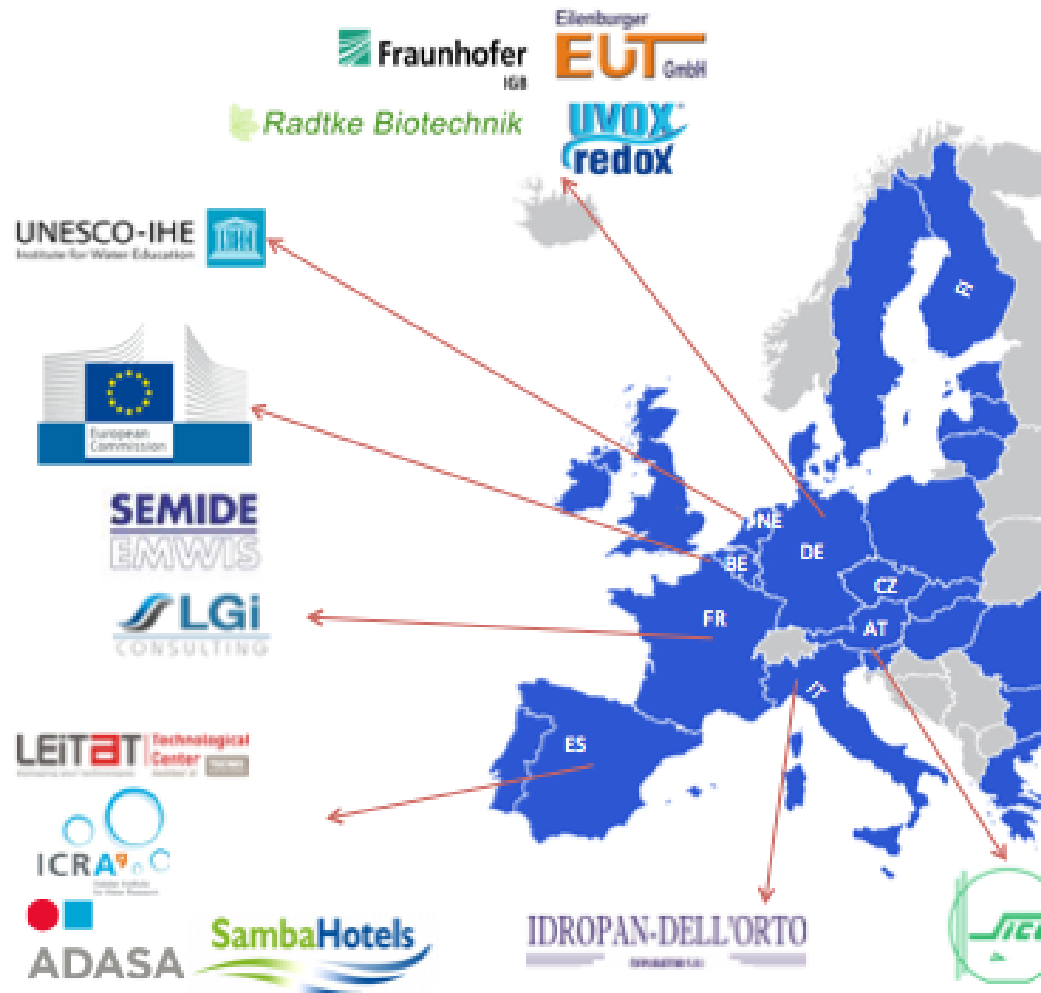 Eilenburger
EUT
GmbH
Fraunhofer
IGB
Radtke Biotechnik
uvox
redox
UNESCO-IHE
Institute for Water Education
European
Commission
SEMIDE
EMWIS
LGi
CONSULTING
LEiTAT
Technological
Center
ICRA
ADASA
SambaHotels
IDROPAN-DELL'ORTO
FI
NE
DE
BE
CZ
FR
AT
IT
ES